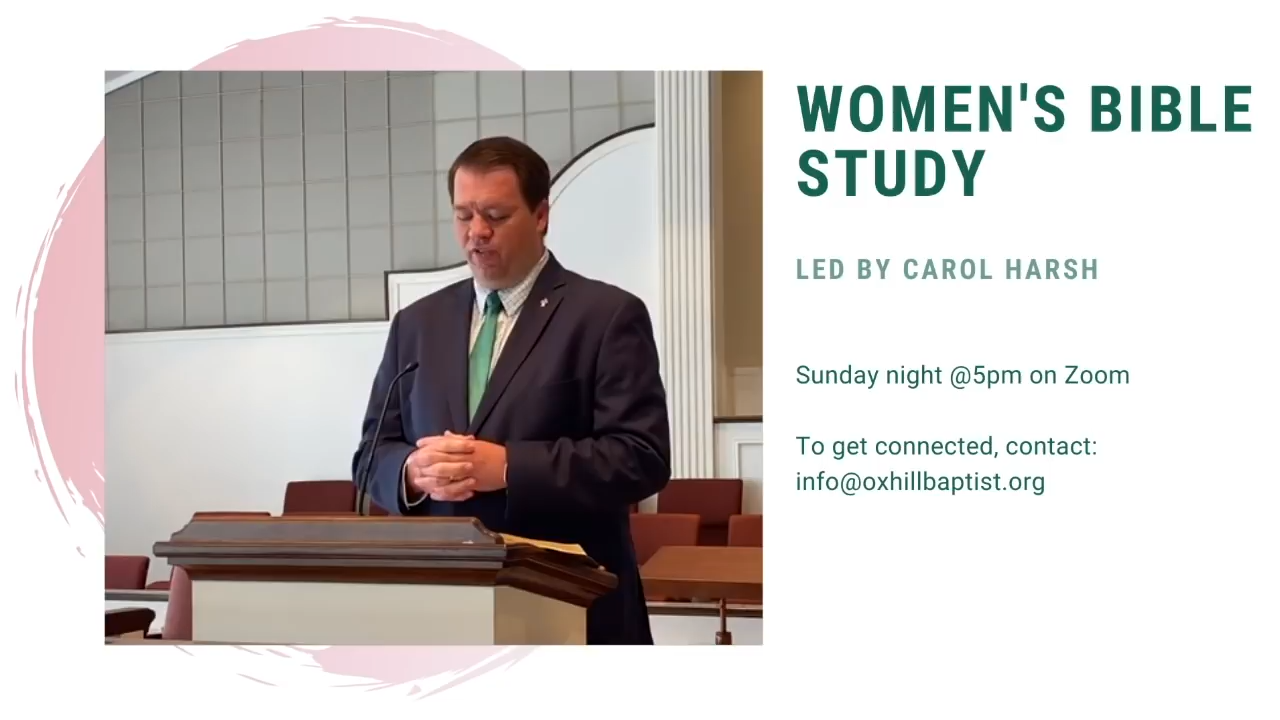 WOMEN'S BIBLE
STUDY
LED BY CAROL HARSH
Sunday night @5pm on Zoom
To get connected, contact:
info@oxhillbaptist.org